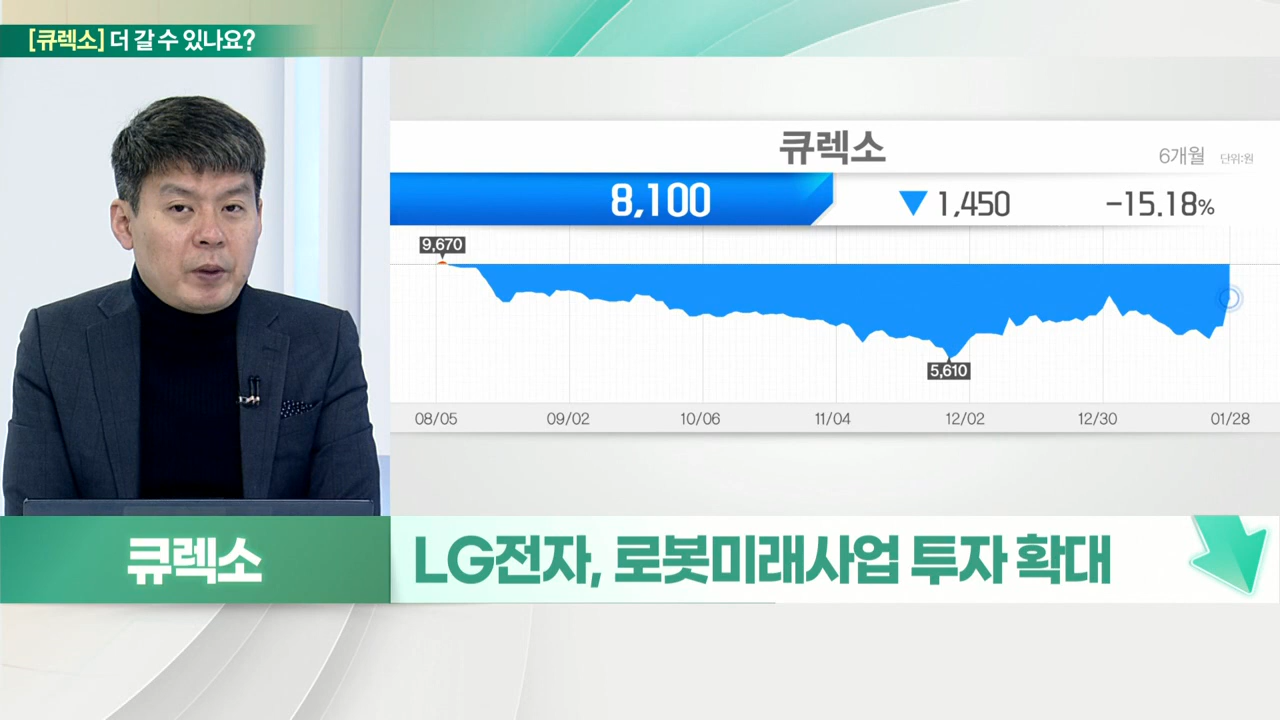 [큐렉소] 더 갈 수 있나요?
큐렉소
6개월 단위:원
8,100 ▼ 1,450 -15.18%
9,670
5,610
08/05 09/02 10/06 11/04 12/02 12/30 01/28
큐렉소
LG전자, 로봇미래사업 투자 확대